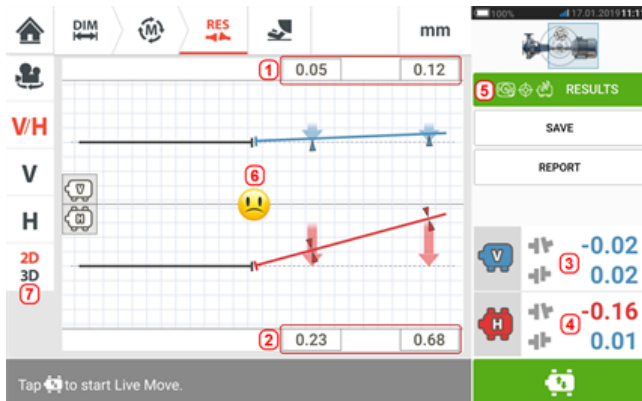 DIM
M
RES
mm
100%
17.01.2019 11:1
1
0.05
0.12
5
RESULTS
SAVE
REPORT
V/H
V
H
2D
3D
7
V
H
6
V
-0.02
3
0.02
H
-0.16
4
0.01
2
0.23
0.68
Tap to start Live Move.